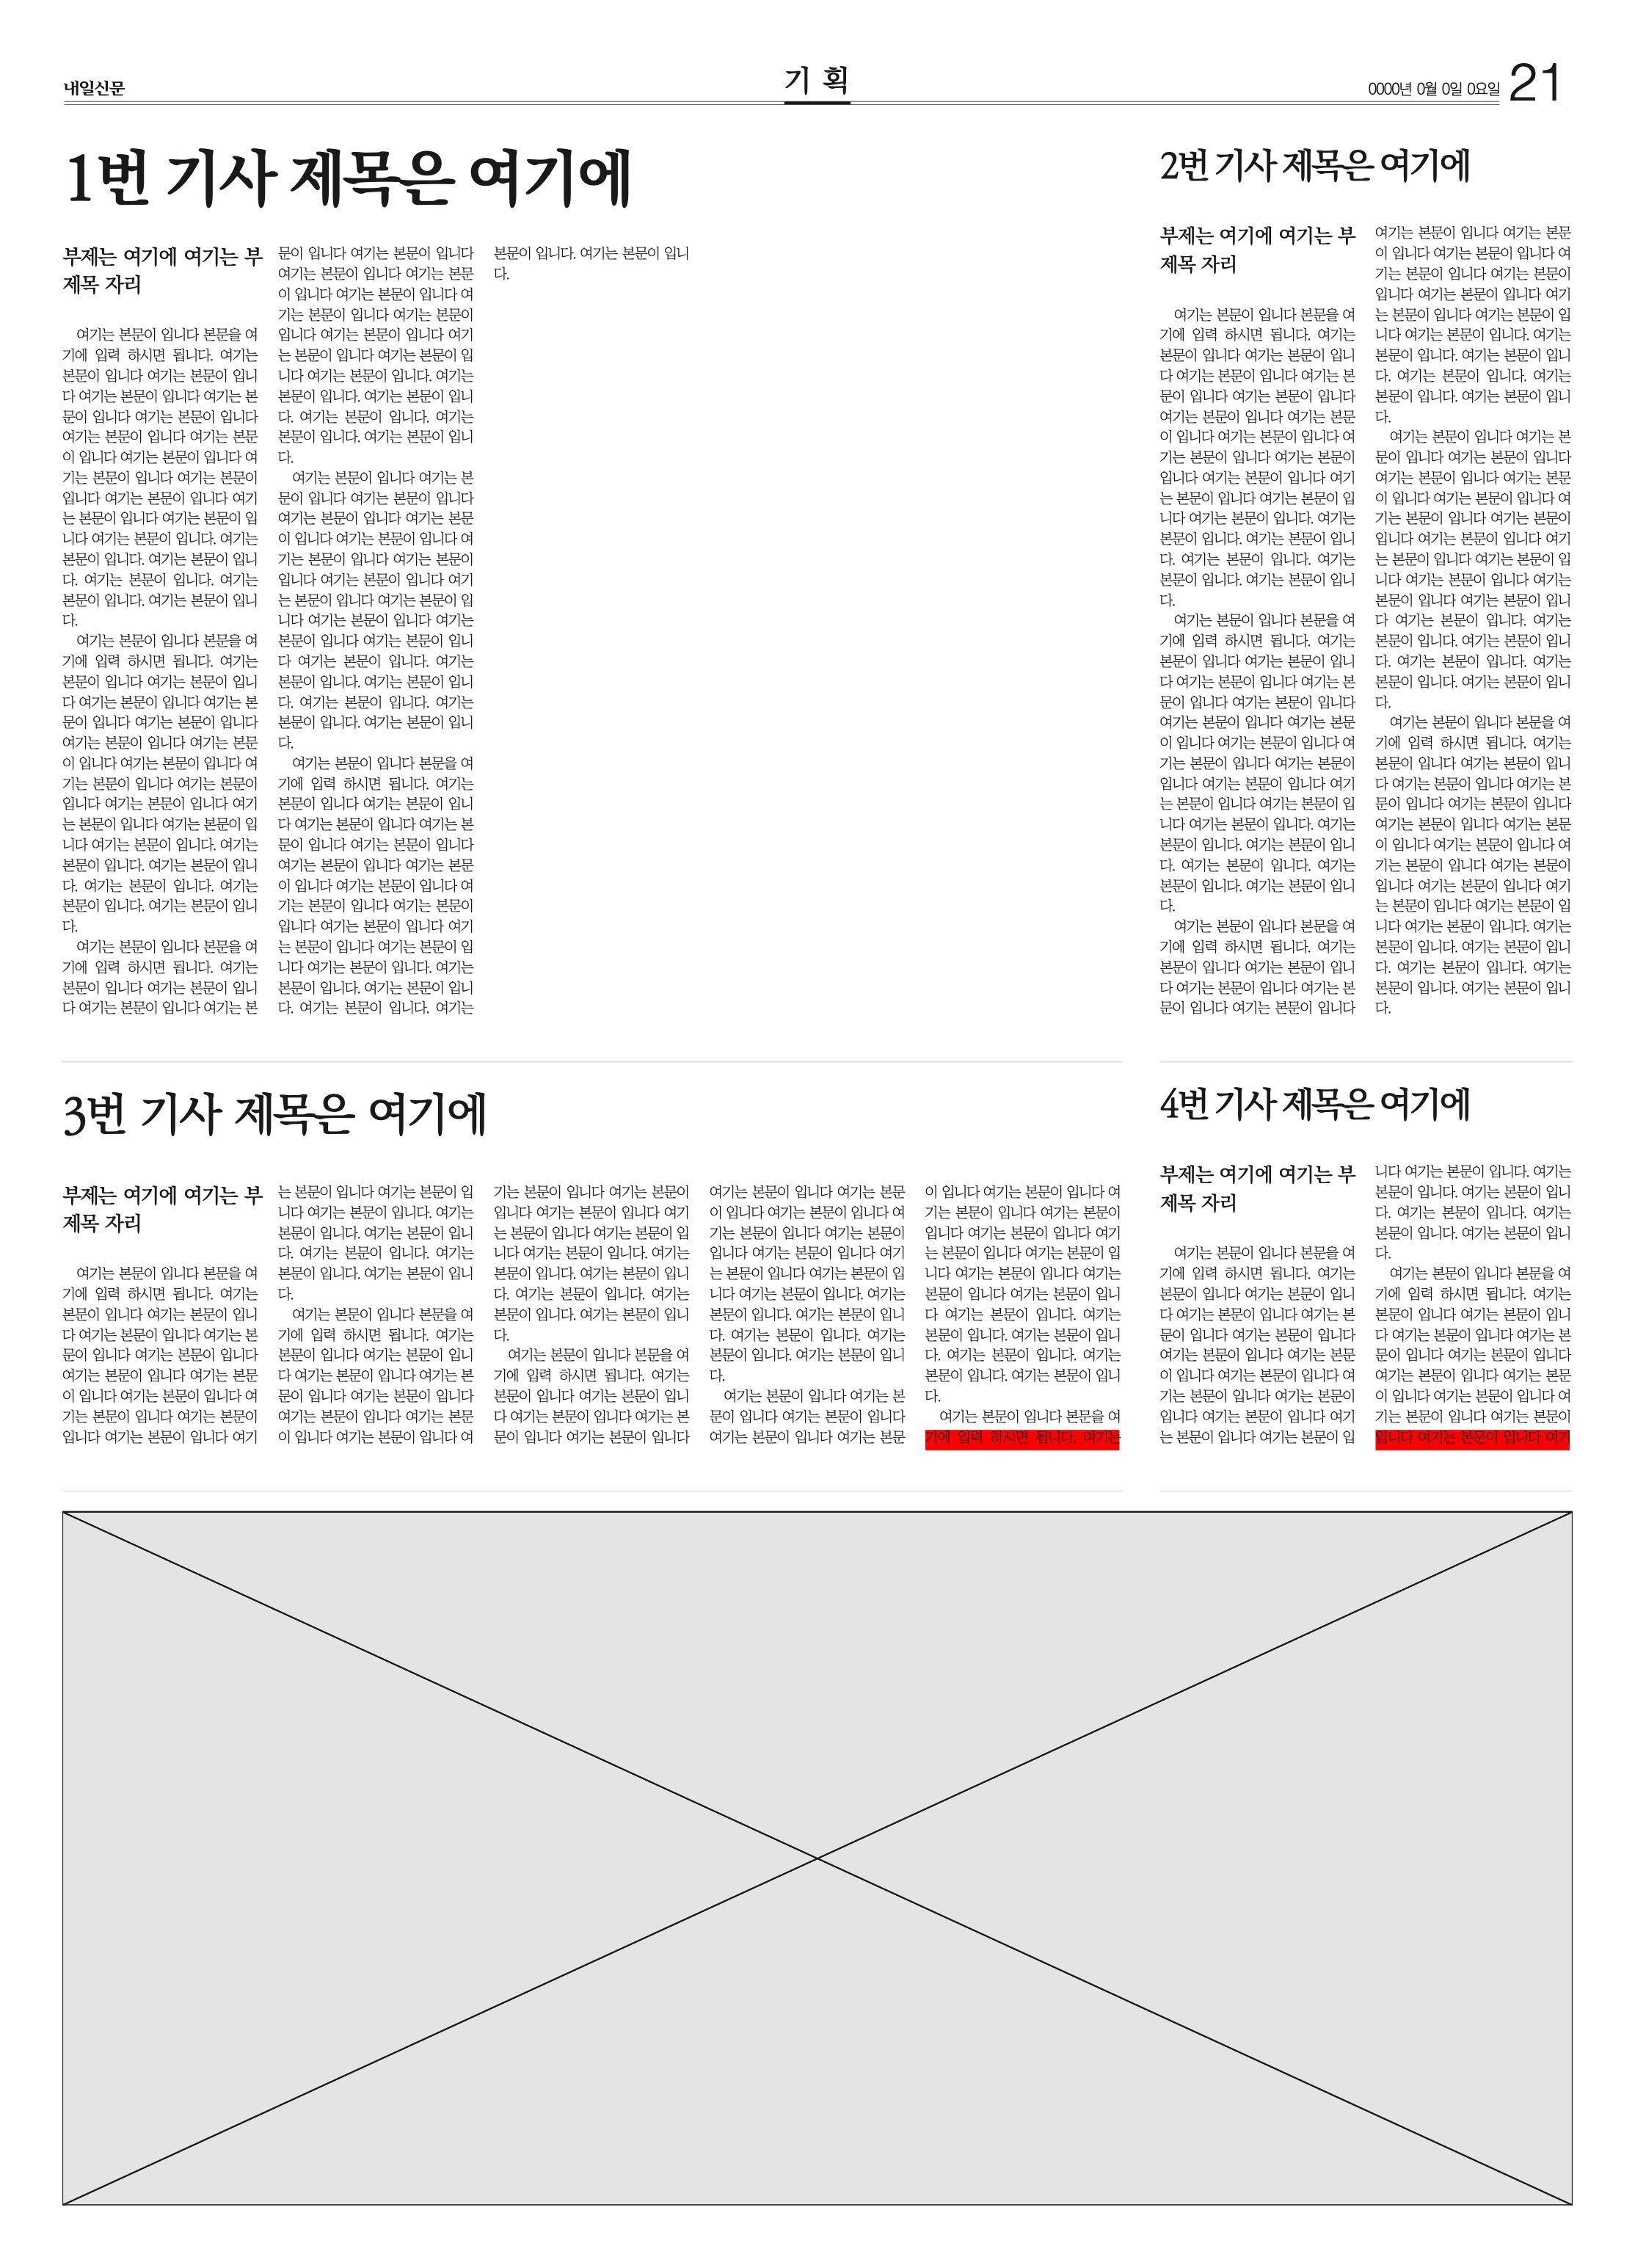 내일신문
기 획
0000년 0월 0일 0요일
21
1번 기사 제목은 여기에
부제는 여기에 여기는 부
제목 자리
여기는 본문이 입니다 본문을 여
기에 입력 하시면 됩니다. 여기는
본문이 입니다 여기는 본문이 입니
다 여기는 본문이 입니다 여기는 본
문이 입니다 여기는 본문이 입니다
여기는 본문이 입니다 여기는 본문
이 입니다 여기는 본문이 입니다 여
기는 본문이 입니다 여기는 본문이
입니다 여기는 본문이 입니다 여기
는 본문이 입니다 여기는 본문이 입
니다 여기는 본문이 입니다. 여기는
본문이 입니다. 여기는 본문이 입니
다. 여기는 본문이 입니다. 여기는
본문이 입니다. 여기는 본문이 입니
다.
여기는 본문이 입니다 본문을 여
기에 입력 하시면 됩니다. 여기는
본문이 입니다 여기는 본문이 입니
다 여기는 본문이 입니다 여기는 본
문이 입니다 여기는 본문이 입니다
여기는 본문이 입니다 여기는 본문
이 입니다 여기는 본문이 입니다 여
기는 본문이 입니다 여기는 본문이
입니다 여기는 본문이 입니다 여기
는 본문이 입니다 여기는 본문이 입
니다 여기는 본문이 입니다. 여기는
본문이 입니다. 여기는 본문이 입니
다. 여기는 본문이 입니다. 여기는
본문이 입니다. 여기는 본문이 입니
다.
여기는 본문이 입니다 본문을 여
기에 입력 하시면 됩니다. 여기는
본문이 입니다 여기는 본문이 입니
다 여기는 본문이 입니다 여기는 본
문이 입니다 여기는 본문이 입니다
여기는 본문이 입니다 여기는 본문
이 입니다 여기는 본문이 입니다 여
기는 본문이 입니다 여기는 본문이
입니다 여기는 본문이 입니다 여기
는 본문이 입니다 여기는 본문이 입
니다 여기는 본문이 입니다. 여기는
본문이 입니다. 여기는 본문이 입니
다. 여기는 본문이 입니다. 여기는
본문이 입니다. 여기는 본문이 입니
다.
여기는 본문이 입니다 여기는 본
문이 입니다 여기는 본문이 입니다
여기는 본문이 입니다 여기는 본문
이 입니다 여기는 본문이 입니다 여
기는 본문이 입니다 여기는 본문이
입니다 여기는 본문이 입니다 여기
는 본문이 입니다 여기는 본문이 입
니다 여기는 본문이 입니다 여기는
본문이 입니다 여기는 본문이 입니
다 여기는 본문이 입니다. 여기는
본문이 입니다. 여기는 본문이 입니
다. 여기는 본문이 입니다. 여기는
본문이 입니다. 여기는 본문이 입니
다.
여기는 본문이 입니다 본문을 여
기에 입력 하시면 됩니다. 여기는
본문이 입니다 여기는 본문이 입니
다 여기는 본문이 입니다 여기는 본
문이 입니다 여기는 본문이 입니다
여기는 본문이 입니다 여기는 본문
이 입니다 여기는 본문이 입니다 여
기는 본문이 입니다 여기는 본문이
입니다 여기는 본문이 입니다 여기
는 본문이 입니다 여기는 본문이 입
니다 여기는 본문이 입니다. 여기는
본문이 입니다. 여기는 본문이 입니
다. 여기는 본문이 입니다. 여기는
본문이 입니다. 여기는 본문이 입니
다.
2번 기사 제목은 여기에
부제는 여기에 여기는 부
제목 자리
여기는 본문이 입니다 본문을 여
기에 입력 하시면 됩니다. 여기는
본문이 입니다 여기는 본문이 입니
다 여기는 본문이 입니다 여기는 본
문이 입니다 여기는 본문이 입니다
여기는 본문이 입니다 여기는 본문
이 입니다 여기는 본문이 입니다 여
기는 본문이 입니다 여기는 본문이
입니다 여기는 본문이 입니다 여기
는 본문이 입니다 여기는 본문이 입
니다 여기는 본문이 입니다. 여기는
본문이 입니다. 여기는 본문이 입니
다. 여기는 본문이 입니다. 여기는
본문이 입니다. 여기는 본문이 입니
다.
여기는 본문이 입니다 본문을 여
기에 입력 하시면 됩니다. 여기는
본문이 입니다 여기는 본문이 입니
다 여기는 본문이 입니다 여기는 본
문이 입니다 여기는 본문이 입니다
여기는 본문이 입니다 여기는 본문
이 입니다 여기는 본문이 입니다 여
기는 본문이 입니다 여기는 본문이
입니다 여기는 본문이 입니다 여기
는 본문이 입니다 여기는 본문이 입
니다 여기는 본문이 입니다. 여기는
본문이 입니다. 여기는 본문이 입니
다. 여기는 본문이 입니다. 여기는
본문이 입니다. 여기는 본문이 입니
다.
여기는 본문이 입니다 본문을 여
기에 입력 하시면 됩니다. 여기는
본문이 입니다 여기는 본문이 입니
다 여기는 본문이 입니다 여기는 본
문이 입니다 여기는 본문이 입니다
여기는 본문이 입니다 여기는 본문
이 입니다 여기는 본문이 입니다 여
기는 본문이 입니다 여기는 본문이
입니다 여기는 본문이 입니다 여기
는 본문이 입니다 여기는 본문이 입
니다 여기는 본문이 입니다. 여기는
본문이 입니다. 여기는 본문이 입니
다. 여기는 본문이 입니다. 여기는
본문이 입니다. 여기는 본문이 입니
다.
여기는 본문이 입니다 여기는 본
문이 입니다 여기는 본문이 입니다
여기는 본문이 입니다 여기는 본문
이 입니다 여기는 본문이 입니다 여
기는 본문이 입니다 여기는 본문이
입니다 여기는 본문이 입니다 여기
는 본문이 입니다 여기는 본문이 입
니다 여기는 본문이 입니다 여기는
본문이 입니다 여기는 본문이 입니
다 여기는 본문이 입니다. 여기는
본문이 입니다. 여기는 본문이 입니
다. 여기는 본문이 입니다. 여기는
본문이 입니다. 여기는 본문이 입니
다.
여기는 본문이 입니다 본문을 여
기에 입력 하시면 됩니다. 여기는
본문이 입니다 여기는 본문이 입니
다 여기는 본문이 입니다 여기는 본
문이 입니다 여기는 본문이 입니다
여기는 본문이 입니다 여기는 본문
이 입니다 여기는 본문이 입니다 여
기는 본문이 입니다 여기는 본문이
입니다 여기는 본문이 입니다 여기
는 본문이 입니다 여기는 본문이 입
니다 여기는 본문이 입니다. 여기는
본문이 입니다. 여기는 본문이 입니
다. 여기는 본문이 입니다. 여기는
본문이 입니다. 여기는 본문이 입니
다.
3번 기사 제목은 여기에
부제는 여기에 여기는 부
제목 자리
여기는 본문이 입니다 본문을 여
기에 입력 하시면 됩니다. 여기는
본문이 입니다 여기는 본문이 입니
다 여기는 본문이 입니다 여기는 본
문이 입니다 여기는 본문이 입니다
여기는 본문이 입니다 여기는 본문
이 입니다 여기는 본문이 입니다 여
기는 본문이 입니다 여기는 본문이
입니다 여기는 본문이 입니다 여기
는 본문이 입니다 여기는 본문이 입
니다 여기는 본문이 입니다. 여기는
본문이 입니다. 여기는 본문이 입니
다. 여기는 본문이 입니다. 여기는
본문이 입니다. 여기는 본문이 입니
다.
여기는 본문이 입니다 본문을 여
기에 입력 하시면 됩니다. 여기는
본문이 입니다 여기는 본문이 입니
다 여기는 본문이 입니다 여기는 본
문이 입니다 여기는 본문이 입니다
여기는 본문이 입니다 여기는 본문
이 입니다 여기는 본문이 입니다 여
기는 본문이 입니다 여기는 본문이
입니다 여기는 본문이 입니다 여기
는 본문이 입니다 여기는 본문이 입
니다 여기는 본문이 입니다. 여기는
본문이 입니다. 여기는 본문이 입니
다. 여기는 본문이 입니다. 여기는
본문이 입니다. 여기는 본문이 입니
다.
여기는 본문이 입니다 본문을 여
기에 입력 하시면 됩니다. 여기는
본문이 입니다 여기는 본문이 입니
다 여기는 본문이 입니다 여기는 본
문이 입니다 여기는 본문이 입니다
여기는 본문이 입니다 여기는 본문
이 입니다 여기는 본문이 입니다 여
기는 본문이 입니다 여기는 본문이
입니다 여기는 본문이 입니다 여기
는 본문이 입니다 여기는 본문이 입
니다 여기는 본문이 입니다. 여기는
본문이 입니다. 여기는 본문이 입니
다. 여기는 본문이 입니다. 여기는
본문이 입니다. 여기는 본문이 입니
다.
여기는 본문이 입니다 여기는 본
문이 입니다 여기는 본문이 입니다
여기는 본문이 입니다 여기는 본문
이 입니다 여기는 본문이 입니다 여
기는 본문이 입니다 여기는 본문이
입니다 여기는 본문이 입니다 여기
는 본문이 입니다 여기는 본문이 입
니다 여기는 본문이 입니다 여기는
본문이 입니다 여기는 본문이 입니
다 여기는 본문이 입니다. 여기는
본문이 입니다. 여기는 본문이 입니
다. 여기는 본문이 입니다. 여기는
본문이 입니다. 여기는 본문이 입니
다.
여기는 본문이 입니다 본문을 여
기에 입력 하시면 됩니다. 여기는
4번 기사 제목은 여기에
부제는 여기에 여기는 부
제목 자리
여기는 본문이 입니다 본문을 여
기에 입력 하시면 됩니다. 여기는
본문이 입니다 여기는 본문이 입니
다 여기는 본문이 입니다 여기는 본
문이 입니다 여기는 본문이 입니다
여기는 본문이 입니다 여기는 본문
이 입니다 여기는 본문이 입니다 여
기는 본문이 입니다 여기는 본문이
입니다 여기는 본문이 입니다 여기
는 본문이 입니다 여기는 본문이 입
니다 여기는 본문이 입니다. 여기는
본문이 입니다. 여기는 본문이 입니
다. 여기는 본문이 입니다. 여기는
본문이 입니다. 여기는 본문이 입니
다.
여기는 본문이 입니다 본문을 여
기에 입력 하시면 됩니다. 여기는
본문이 입니다 여기는 본문이 입니
다 여기는 본문이 입니다 여기는 본
문이 입니다 여기는 본문이 입니다
여기는 본문이 입니다 여기는 본문
이 입니다 여기는 본문이 입니다 여
기는 본문이 입니다 여기는 본문이
입니다 여기는 본문이 입니다 여기